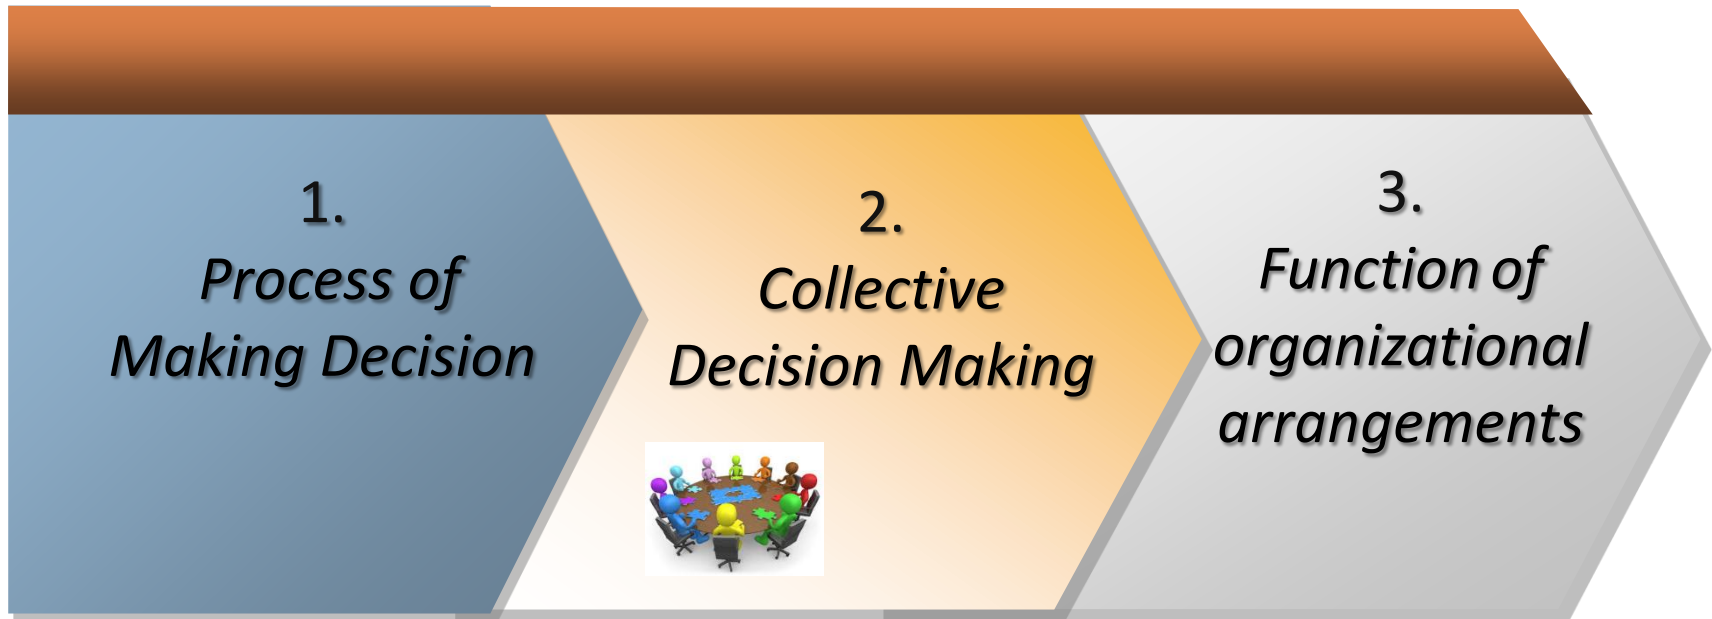 1.
Process of
Making Decision
2.
Collective
Decision Making
3.
Function of
organizational
arrangements